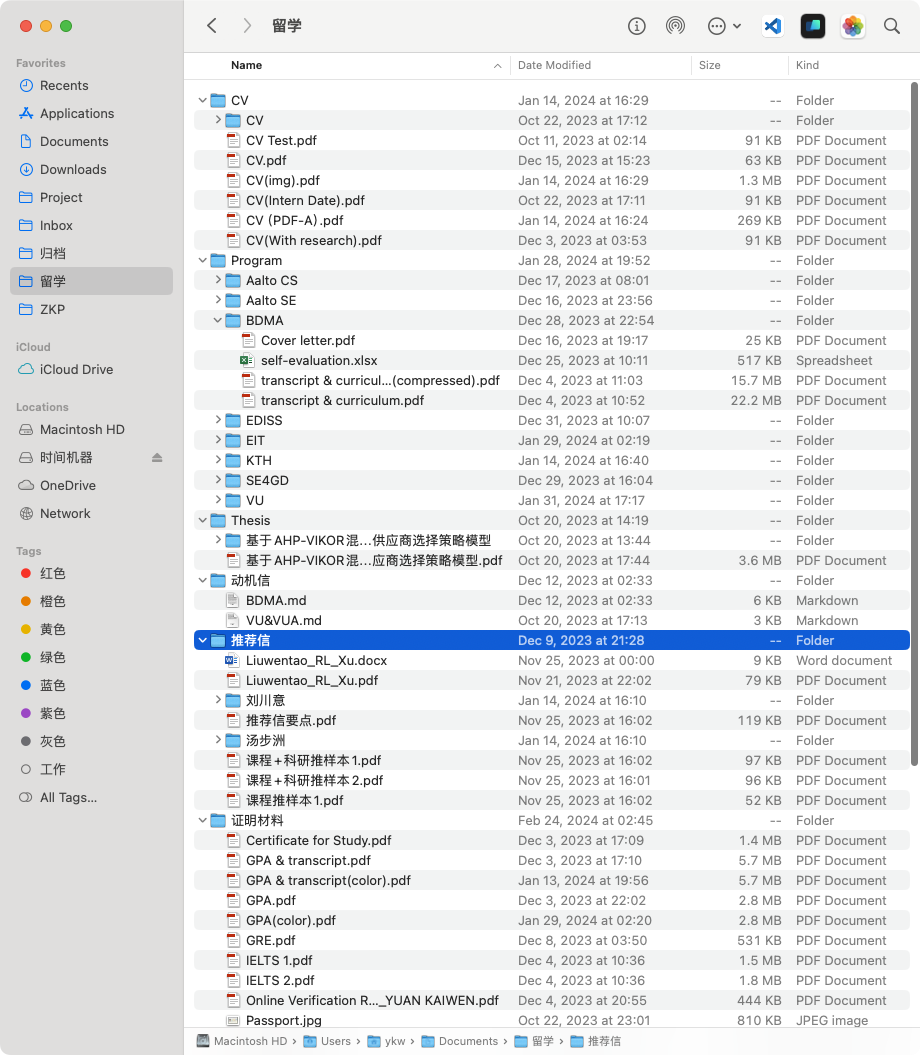 留学
Favorites
Recents
Applications
Documents
Downloads
Project
Inbox
归档
留学
ZKP
iCloud
iCloud Drive
Locations
Macintosh HD
时间机器
OneDrive
Network
Tags
红色
橙色
黄色
绿色
蓝色
紫色
灰色
工作
All Tags...
Name Date Modified Size Kind
CV Jan 14, 2024 at 16:29 -- Folder
CV Oct 22, 2023 at 17:12 -- Folder
CV Test.pdf Oct 11, 2023 at 02:14 91 KB PDF Document
CV.pdf Dec 15, 2023 at 15:23 63 KB PDF Document
CV(img).pdf Jan 14, 2024 at 16:29 1.3 MB PDF Document
CV(Intern Date).pdf Oct 22, 2023 at 17:11 91 KB PDF Document
CV (PDF-A) .pdf Jan 14, 2024 at 16:24 269 KB PDF Document
CV(With research).pdf Dec 3, 2023 at 03:53 91 KB PDF Document
Program Jan 28, 2024 at 19:52 -- Folder
Aalto CS Dec 17, 2023 at 08:01 -- Folder
Aalto SE Dec 16, 2023 at 23:56 -- Folder
BDMA Dec 28, 2023 at 22:54 -- Folder
Cover letter.pdf Dec 16, 2023 at 19:17 25 KB PDF Document
self-evaluation.xlsx Dec 25, 2023 at 10:11 517 KB Spreadsheet
transcript & curricul...(compressed).pdf Dec 4, 2023 at 11:03 15.7 MB PDF Document
transcript & curriculum.pdf Dec 4, 2023 at 10:52 22.2 MB PDF Document
EDISS Dec 31, 2023 at 10:07 -- Folder
EIT Jan 29, 2024 at 02:19 -- Folder
KTH Jan 14, 2024 at 16:40 -- Folder
SE4GD Dec 29, 2023 at 16:04 -- Folder
VU Jan 31, 2024 at 17:17 -- Folder
Thesis Oct 20, 2023 at 14:19 -- Folder
基于AHP-VIKOR混...供应商选择策略模型 Oct 20, 2023 at 13:44 -- Folder
基于AHP-VIKOR混...应商选择策略模型.pdf Oct 20, 2023 at 17:44 3.6 MB PDF Document
动机信 Dec 12, 2023 at 02:33 -- Folder
BDMA.md Dec 12, 2023 at 02:33 6 KB Markdown
VU&VUA.md Oct 20, 2023 at 17:13 3 KB Markdown
推荐信 Dec 9, 2023 at 21:28 -- Folder
Liuwentao_RL_Xu.docx Nov 25, 2023 at 00:00 9 KB Word document
Liuwentao_RL_Xu.pdf Nov 21, 2023 at 22:02 79 KB PDF Document
刘川意 Jan 14, 2024 at 16:10 -- Folder
推荐信要点.pdf Nov 25, 2023 at 16:02 119 KB PDF Document
汤步洲 Jan 14, 2024 at 16:10 -- Folder
课程+科研推样本1.pdf Nov 25, 2023 at 16:02 97 KB PDF Document
课程+科研推样本2.pdf Nov 25, 2023 at 16:01 96 KB PDF Document
课程推样本1.pdf Nov 25, 2023 at 16:02 52 KB PDF Document
证明材料 Feb 24, 2024 at 02:45 -- Folder
Certificate for Study.pdf Dec 3, 2023 at 17:09 1.4 MB PDF Document
GPA & transcript.pdf Dec 3, 2023 at 17:10 5.7 MB PDF Document
GPA & transcript(color).pdf Jan 13, 2024 at 19:56 5.7 MB PDF Document
GPA.pdf Dec 3, 2023 at 22:02 2.8 MB PDF Document
GPA(color).pdf Jan 29, 2024 at 02:20 2.8 MB PDF Document
GRE.pdf Dec 8, 2023 at 03:50 531 KB PDF Document
IELTS 1.pdf Dec 4, 2023 at 10:36 1.5 MB PDF Document
IELTS 2.pdf Dec 4, 2023 at 10:36 1.8 MB PDF Document
Online Verification R..._YUAN KAIWEN.pdf Dec 4, 2023 at 20:55 444 KB PDF Document
Passport.jpg Oct 22, 2023 at 23:01 810 KB JPEG image
Macintosh HD › Users › ykw › Documents › 留学 › 推荐信